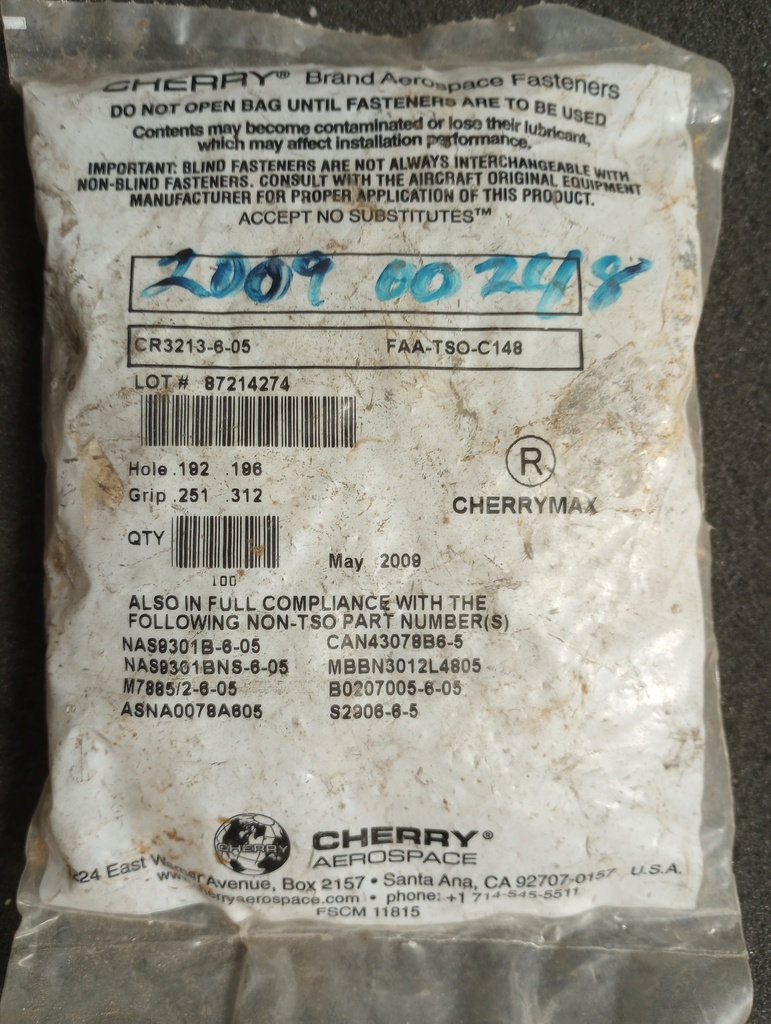 CHERRY® Brand Aerospace Fasteners
DO NOT OPEN BAG UNTIL FASTENERS ARE TO BE USED
Contents may become contaminated or lose their lubricant,
which may affect installation performance.
IMPORTANT: BLIND FASTENERS ARE NOT ALWAYS INTERCHANGEABLE WITH
NON-BLIND FASTENERS. CONSULT WITH THE AIRCRAFT ORIGINAL EQUIPMENT
MANUFACTURER FOR PROPER APPLICATION OF THIS PRODUCT.
ACCEPT NO SUBSTITUTES™
2009 00248
CR3213-6-05 FAA-TSO-C148
LOT # 87214274
Hole .192 .196
Grip .251 .312
R
CHERRYMAX
QTY
100
May 2009
ALSO IN FULL COMPLIANCE WITH THE
FOLLOWING NON-TSO PART NUMBER(S)
NAS9301B-6-05 CAN43078B6-5
NAS9301BNS-6-05 MBBN3012L4805
M7885/2-6-05 B0207005-6-05
ASNA0078A605 S2906-6-5
CHERRY
CHERRY®
AEROSPACE
East Avenue, Box 2157 • Santa Ana, CA 92707-0157 U.S.A.
phone: +1 714-545-5511
FSCM 11815